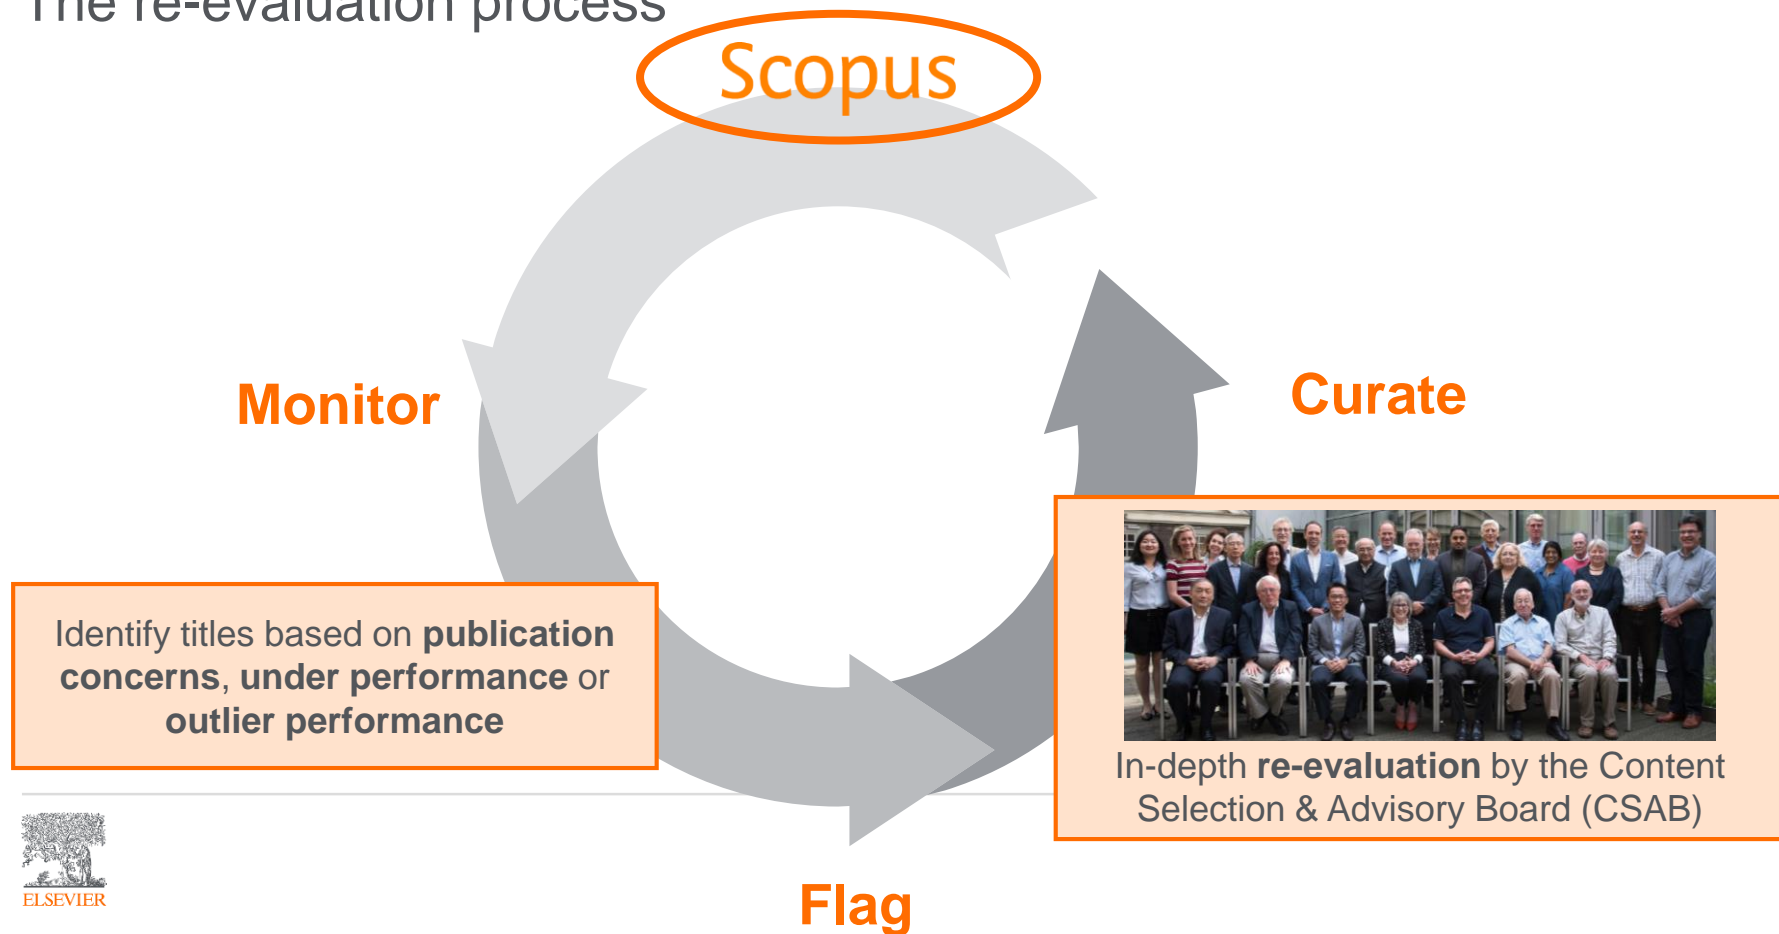 The re-evaluation process
Scopus
Monitor
Curate
Identify titles based on publication
concerns, under performance or
outlier performance
In-depth re-evaluation by the Content
Selection & Advisory Board (CSAB)
ELSEVIER
Flag